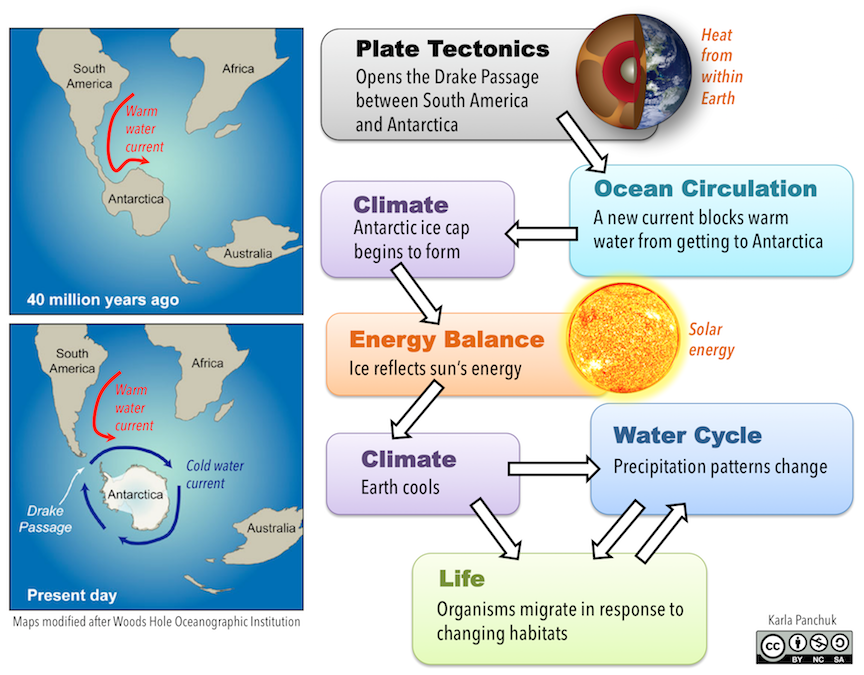 South
America
Africa
Warm
water
current
Antarctica
Australia
40 million years ago
South
America
Africa
Warm
water
current
Cold water
current
Antarctica
Drake
Passage
Australia
Present day
Maps modified after Woods Hole Oceanographic Institution
Plate Tectonics
Opens the Drake Passage
between South America
and Antarctica
Heat
from
within
Earth
Ocean Circulation
A new current blocks warm
water from getting to Antarctica
Climate
Antarctic ice cap
begins to form
Energy Balance
Ice reflects sun's energy
Solar
energy
Climate
Earth cools
Water Cycle
Precipitation patterns change
Life
Organisms migrate in response to
changing habitats
Karla Panchuk
cc
BY NC SA